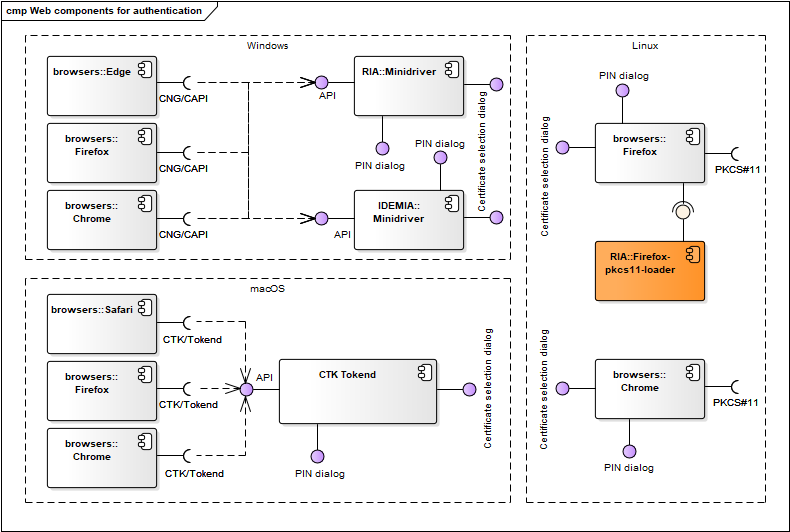 cmp Web components for authentication
Windows
browsers::Edge
CNG/CAPI
browsers::
Firefox
CNG/CAPI
browsers::
Chrome
CNG/CAPI
API
RIA::Minidriver
PIN dialog
PIN dialog
Certificate selection dialog
API
IDEMIA::
Minidriver
macOS
browsers::Safari
CTK/Tokend
browsers::
Firefox
CTK/Tokend
browsers::
Chrome
CTK/Tokend
API
CTK Tokend
PIN dialog
Certificate selection dialog
Linux
PIN dialog
Certificate selection dialog
browsers::
Firefox
PKCS#11
RIA::Firefox-
pkcs11-loader
Certificate selection dialog
browsers::
Chrome
PKCS#11
PIN dialog